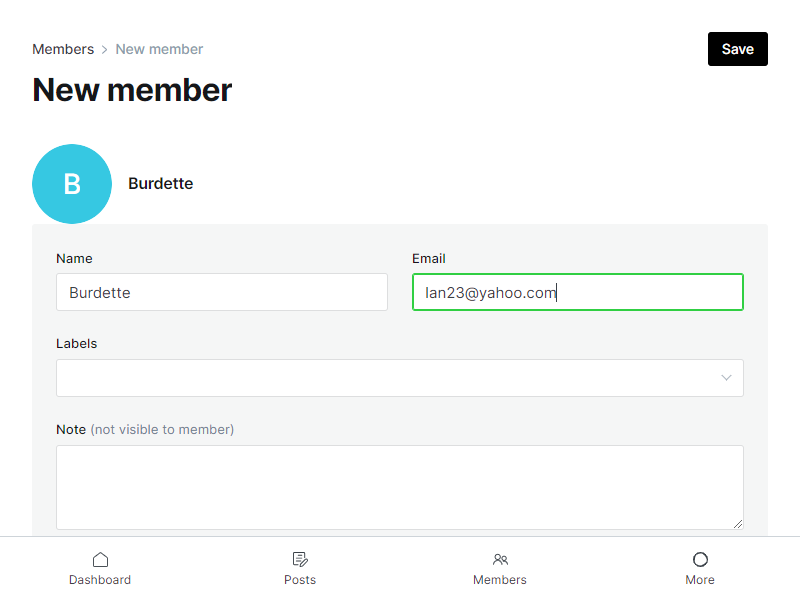 Members > New member
Save
New member
B
Burdette
Name
Email
Burdette
Ian23@yahoo.com
Labels
Note (not visible to member)
Dashboard
Posts
Members
More